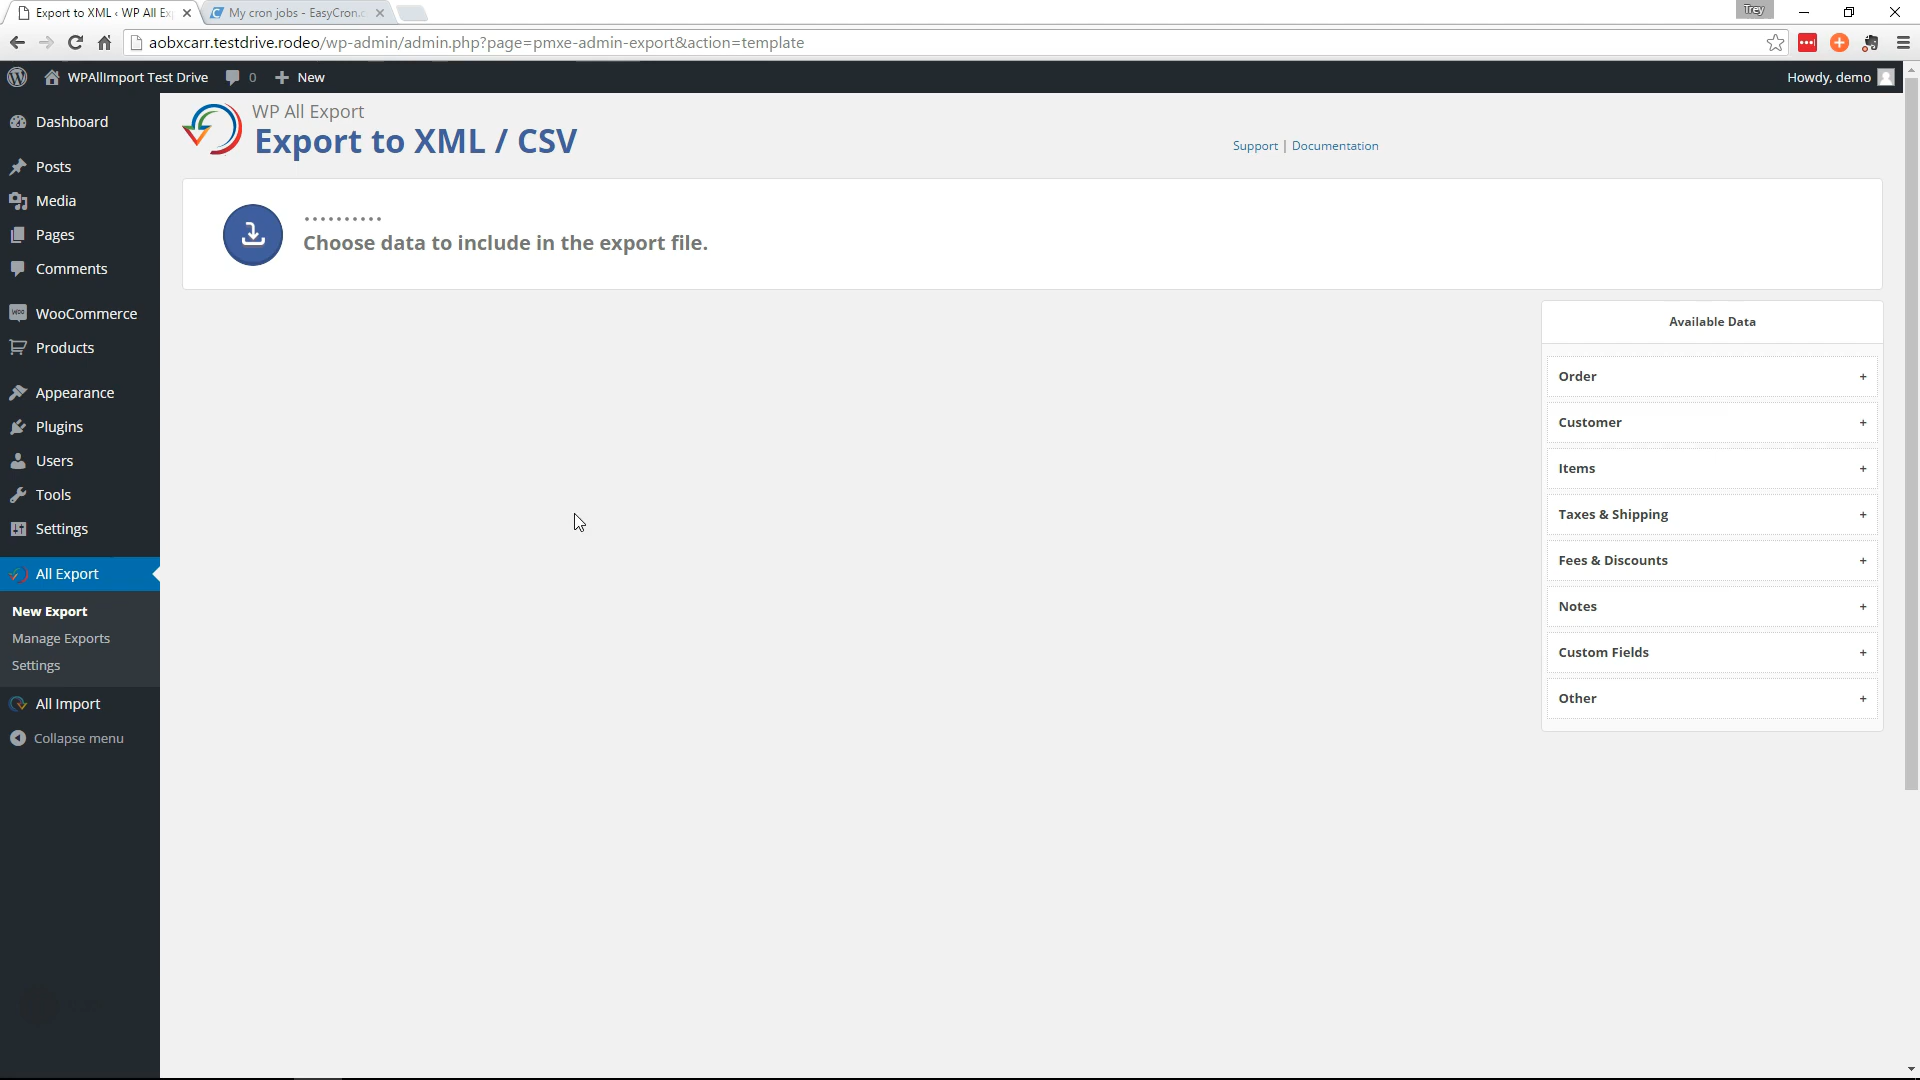 Export to XML ‹ WP All Ex
My cron jobs - EasyCron.c
Trey
aobxcarr.testdrive.rodeo/wp-admin/admin.php?page=pmxe-admin-export&action=template
WPAllImport Test Drive
0
New
Howdy, demo
Dashboard
Posts
Media
Pages
Comments
WooCommerce
Products
Appearance
Plugins
Users
Tools
Settings
All Export
New Export
Manage Exports
Settings
All Import
Collapse menu
WP All Export
Export to XML / CSV
Support | Documentation
..........
Choose data to include in the export file.
Available Data
Order +
Customer +
Items +
Taxes & Shipping +
Fees & Discounts +
Notes +
Custom Fields +
Other +